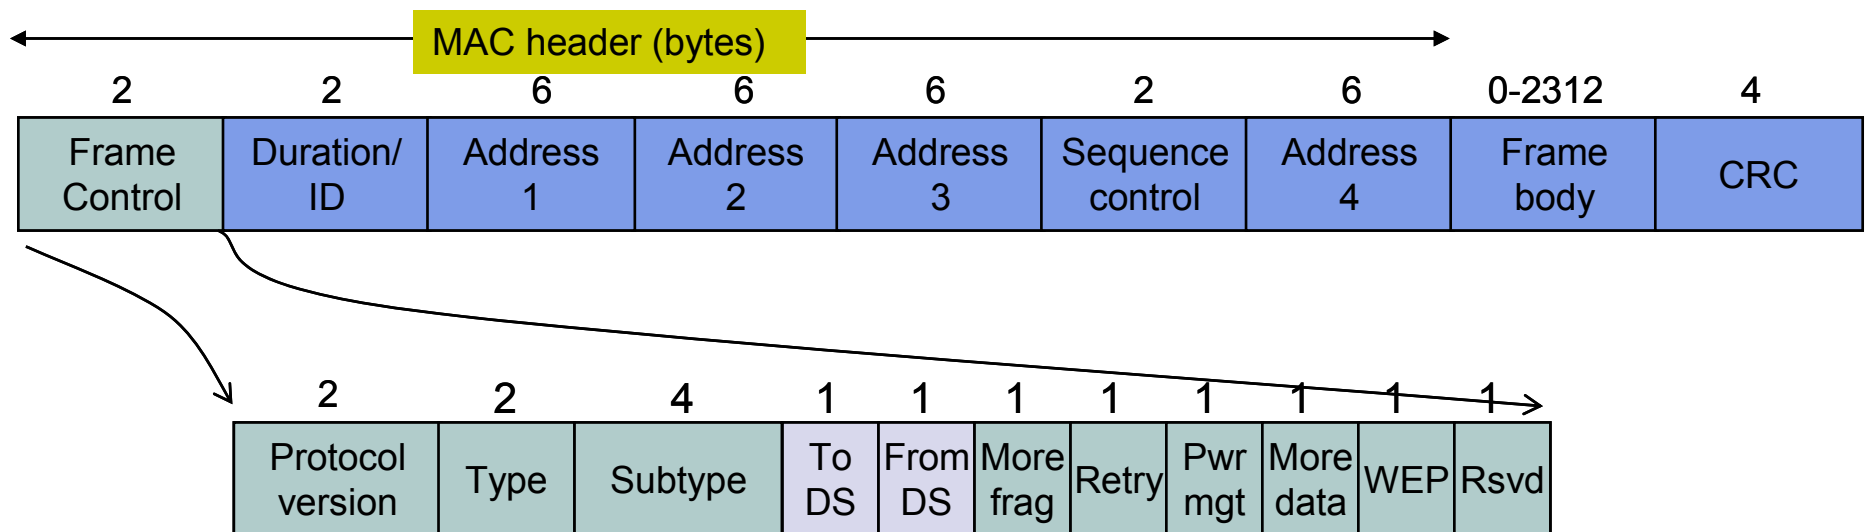 MAC header (bytes)
2 2 6 6 6 2 6 0-2312 4
Frame Control
Duration/ ID
Address 1
Address 2
Address 3
Sequence control
Address 4
Frame body
CRC
2 2 4 1 1 1 1 1 1 1 1
Protocol version
Type
Subtype
To DS
From DS
More frag
Retry
Pwr mgt
More data
WEP
Rsvd